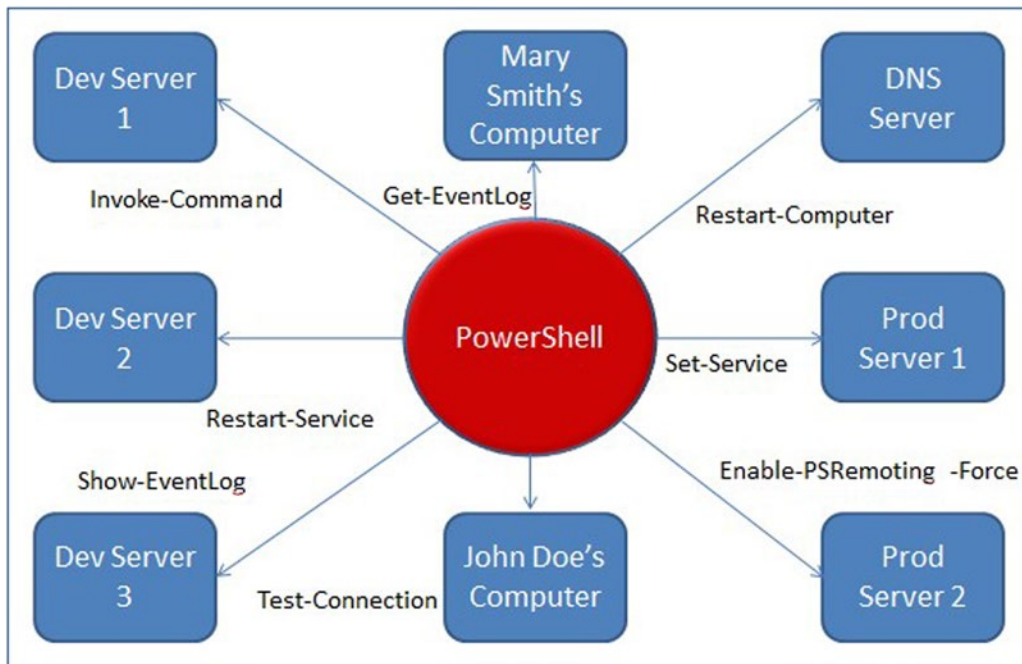 Dev Server
1
Mary
Smith's
Computer
DNS
Server
Invoke-Command
Get-EventLog
Restart-Computer
Dev Server
2
PowerShell
Prod
Server 1
Set-Service
Restart-Service
Show-EventLog
Enable-PSRemoting -Force
Dev Server
3
Test-Connection
John Doe's
Computer
Prod
Server 2